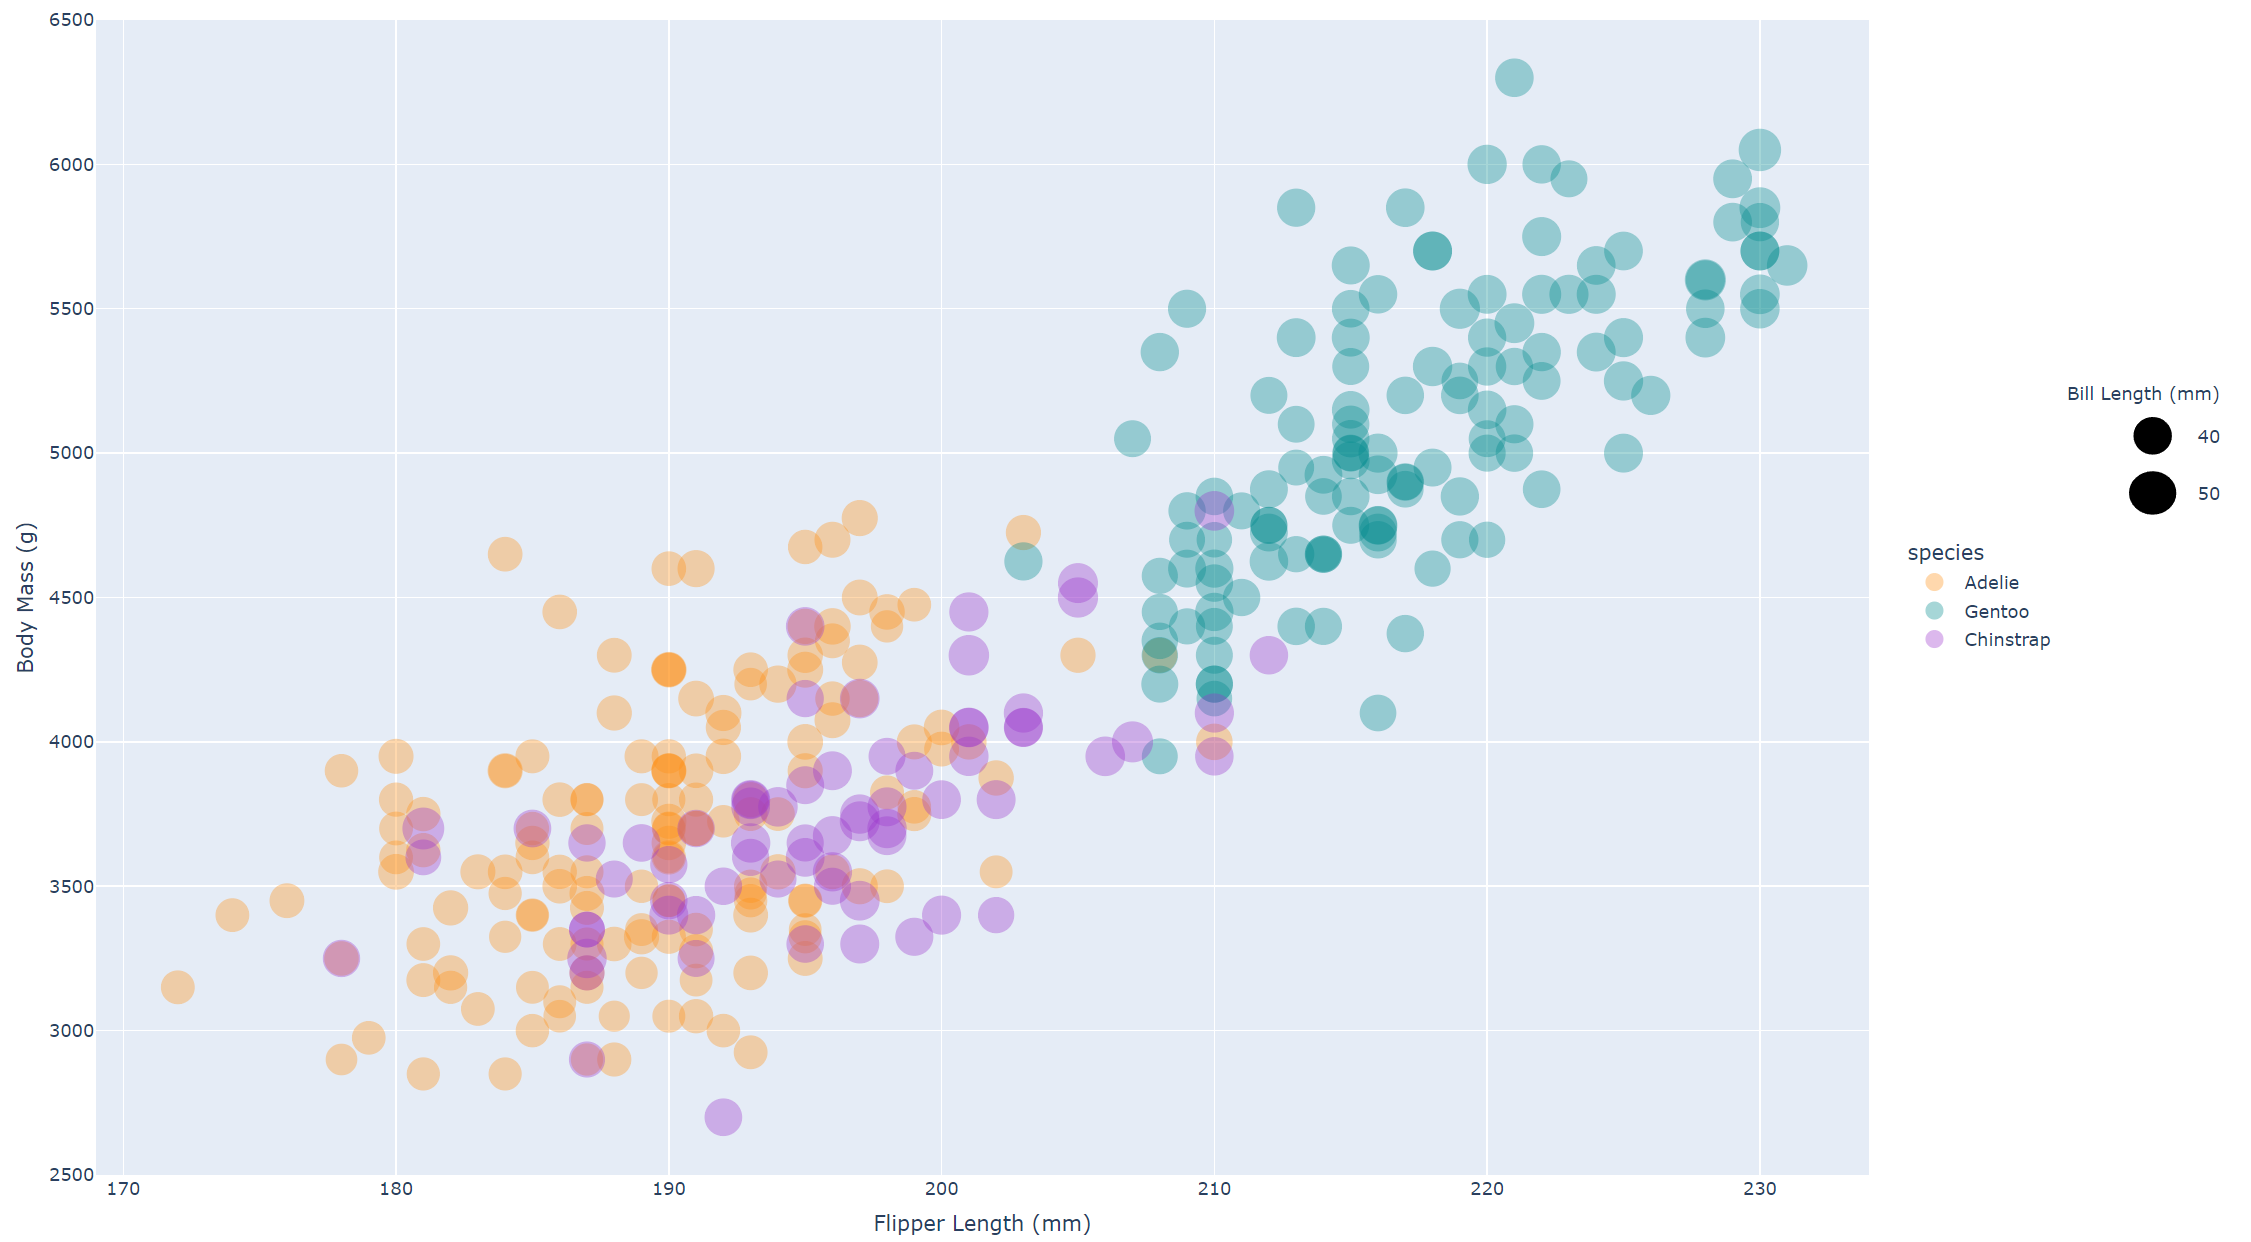 6500
6000
5500
5000
4500
4000
3500
3000
2500
Body Mass (g)
170 180 190 200 210 220 230
Flipper Length (mm)
Bill Length (mm)
40
50
species
Adelie
Gentoo
Chinstrap